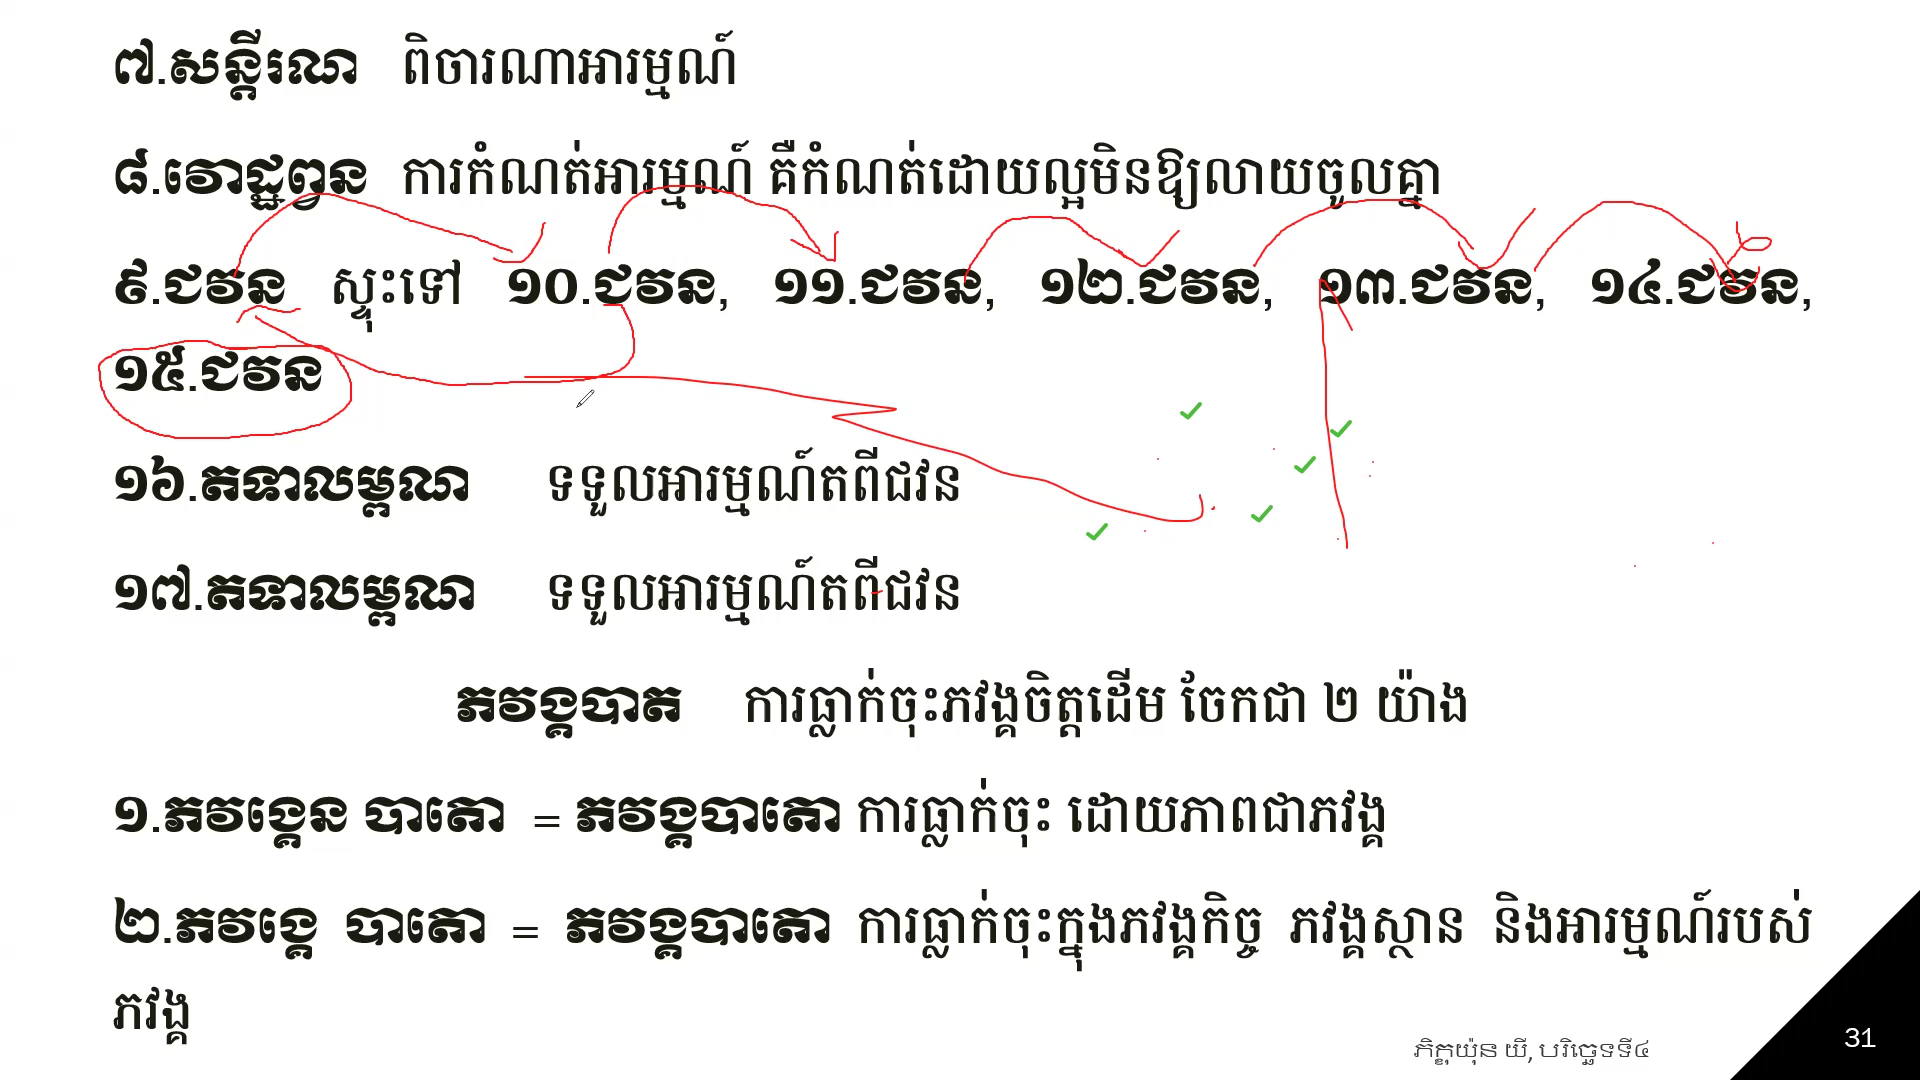 ៧.សន្តីរណ ពិចារណាអារម្មណ៍
៨.វោដ្ឋព្វន ការកំណត់អារម្មណ៍ គឺកំណត់ដោយល្អមិនឱ្យលាយចូលគ្នា
៩.ជវន ស្ទុះទៅ ១០.ជវន, ១១.ជវន, ១២.ជវន, ១៣.ជវន, ១៤.ជវន,
១៥.ជវន
១៦.តទាលម្ពណ ទទួលអារម្មណ៍តពីជវន
១៧.តទាលម្ពណ ទទួលអារម្មណ៍តពីជវន
ភវង្គបាត ការធ្លាក់ចុះភវង្គចិត្តដើម ចែកជា ២ យ៉ាង
១.ភវង្គេន បាតោ = ភវង្គបាតោ ការធ្លាក់ចុះ ដោយភាពជាភវង្គ
២.ភវង្គេ បាតោ = ភវង្គបាតោ ការធ្លាក់ចុះក្នុងភវង្គកិច្ច ភវង្គស្ថាន និងអារម្មណ៍របស់
ភវង្គ
ភិក្ខុយ៉ុន យី, បរិច្ឆេទទី៤
31